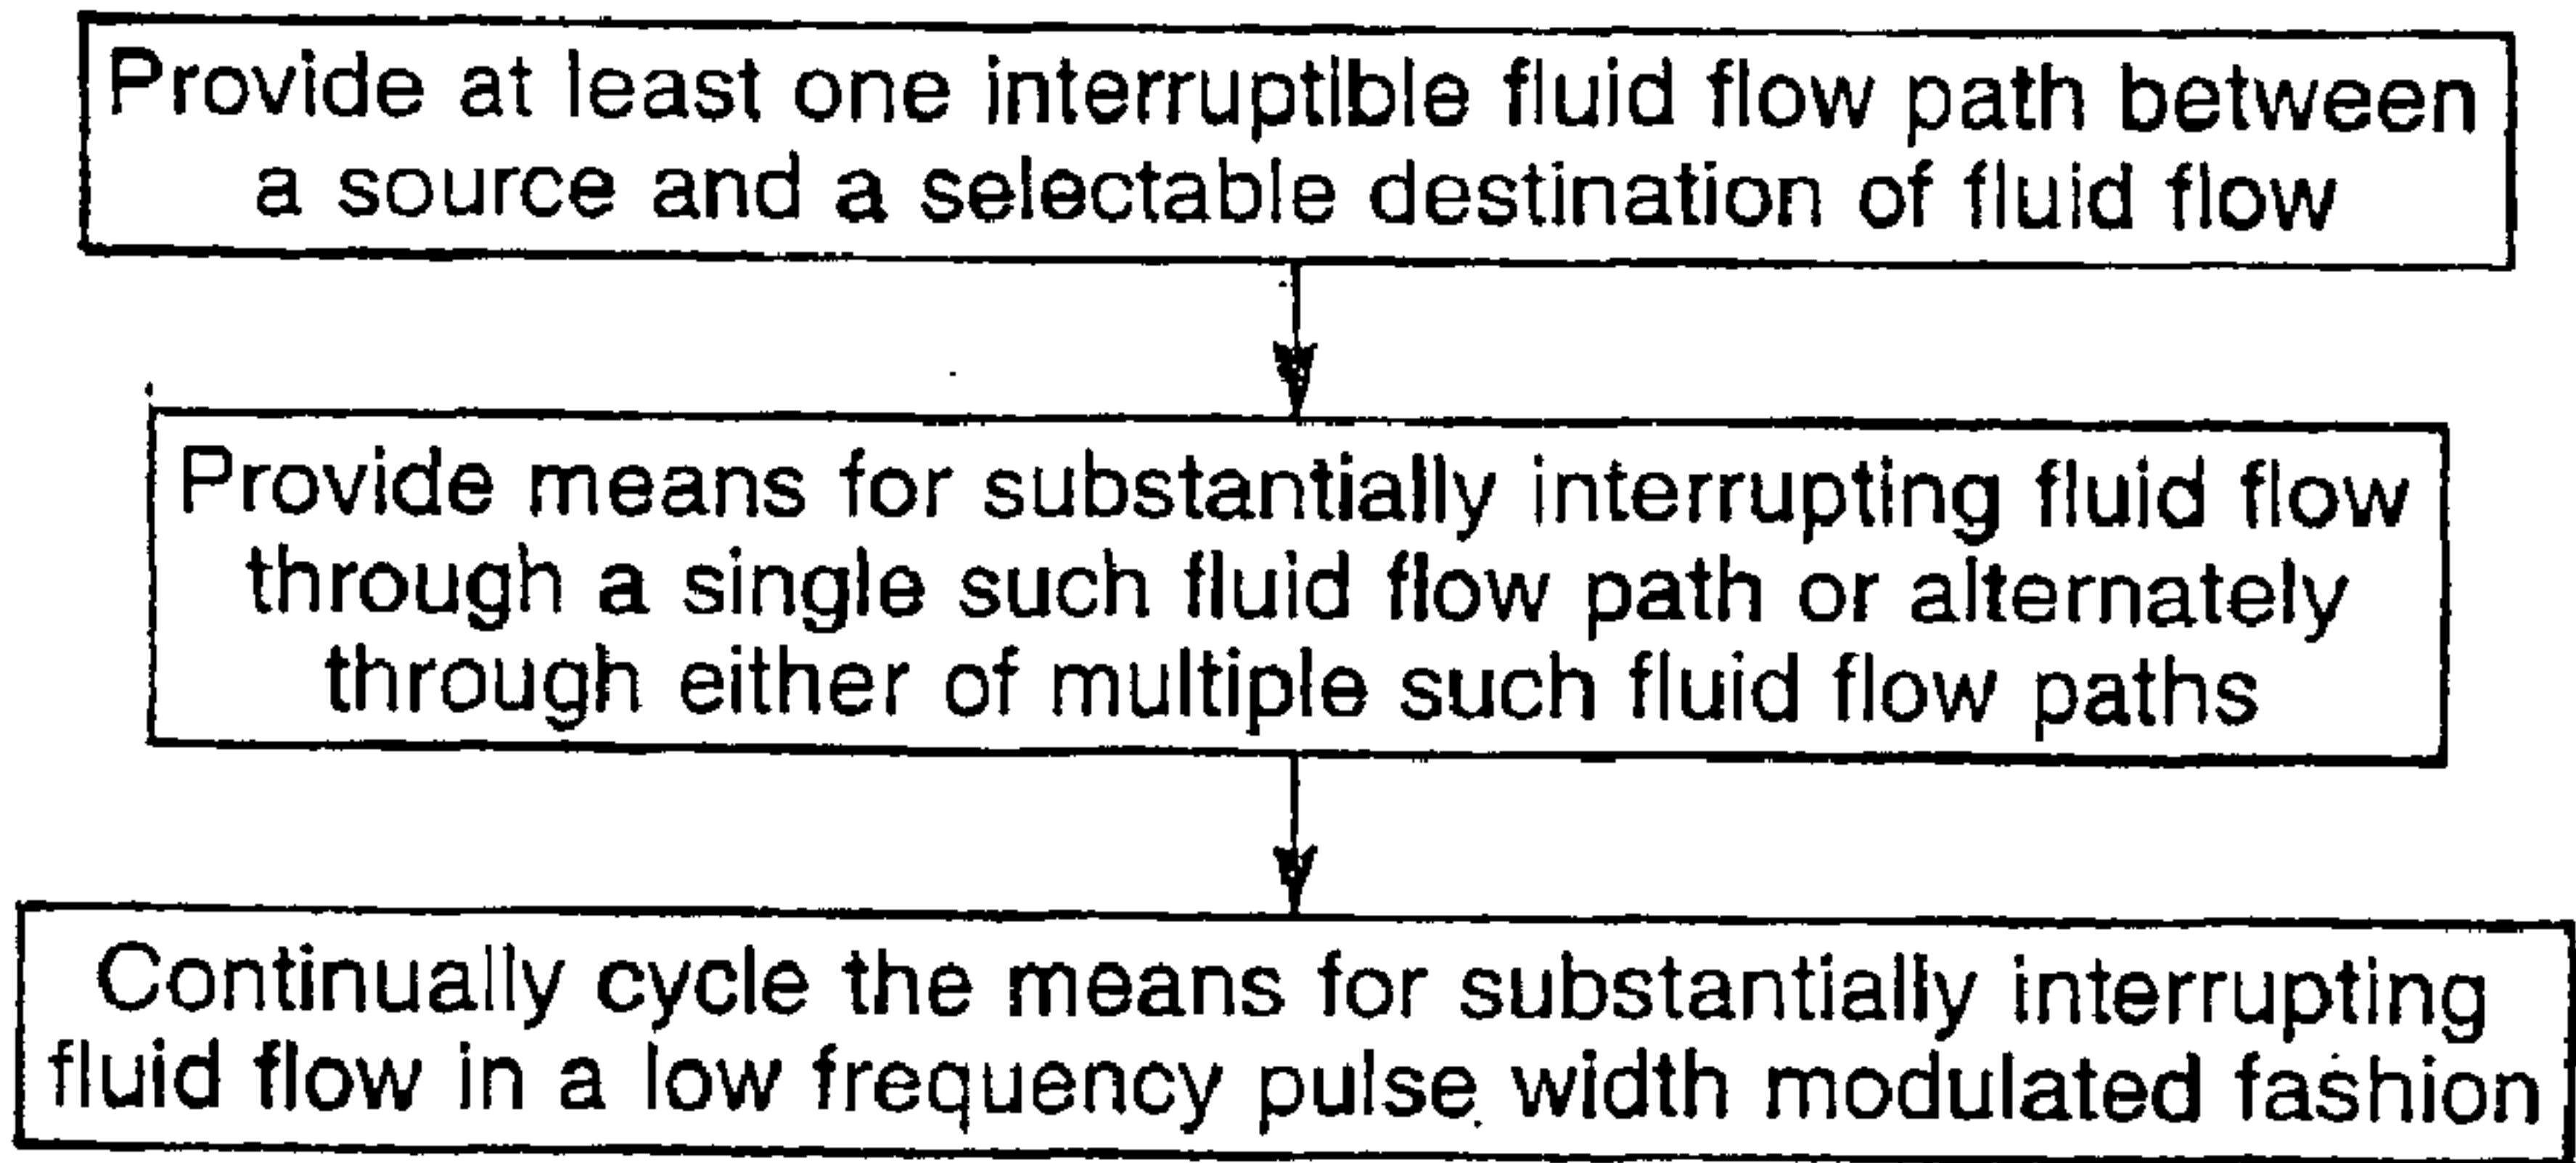 Provide at least one interruptible fluid flow path between
a source and a selectable destination of fluid flow
Provide means for substantially interrupting fluid flow
through a single such fluid flow path or alternately
through either of multiple such fluid flow paths
Continually cycle the means for substantially interrupting
fluid flow in a low frequency pulse width modulated fashion